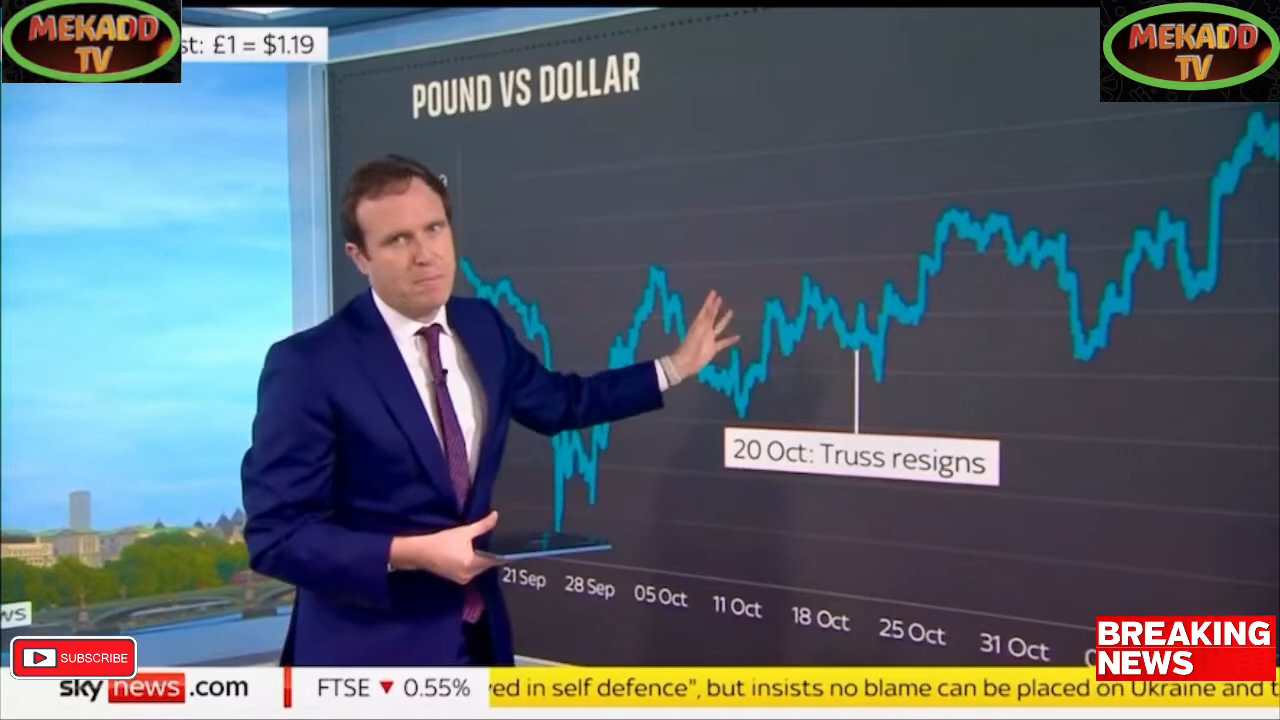 MEKADD
TV
st: £1 = $1.19
MEKADD
TV
POUND VS DOLLAR
20 Oct: Truss resigns
21 Sep 28 Sep 05 Oct 11 Oct 18 Oct 25 Oct 31 Oct
ws
SUBSCRIBE
BREAKING
NEWS
sky news .com
FTSE ▼ 0.55%
ed in self defence", but insists no blame can be placed on Ukraine and t